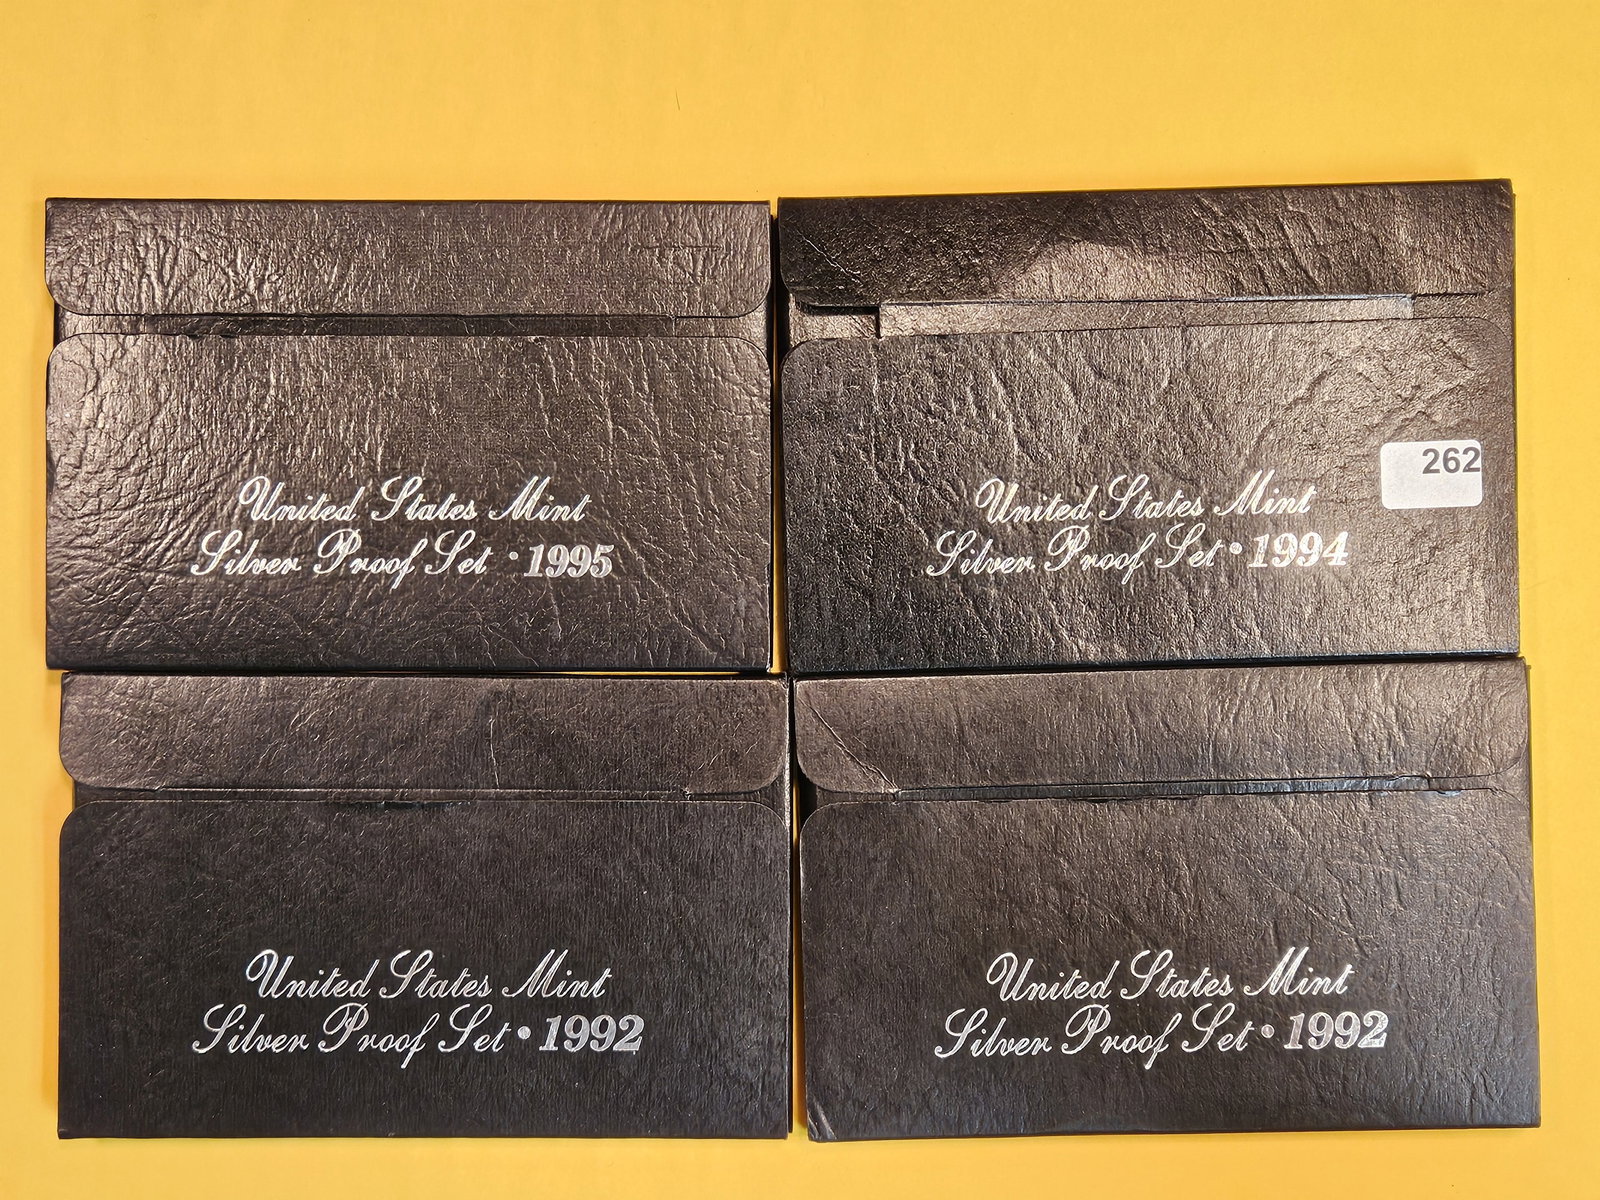 United States Mint
Silver Proof Set • 1995
United States Mint
Silver Proof Set • 1994
262
United States Mint
Silver Proof Set • 1992
United States Mint
Silver Proof Set • 1992